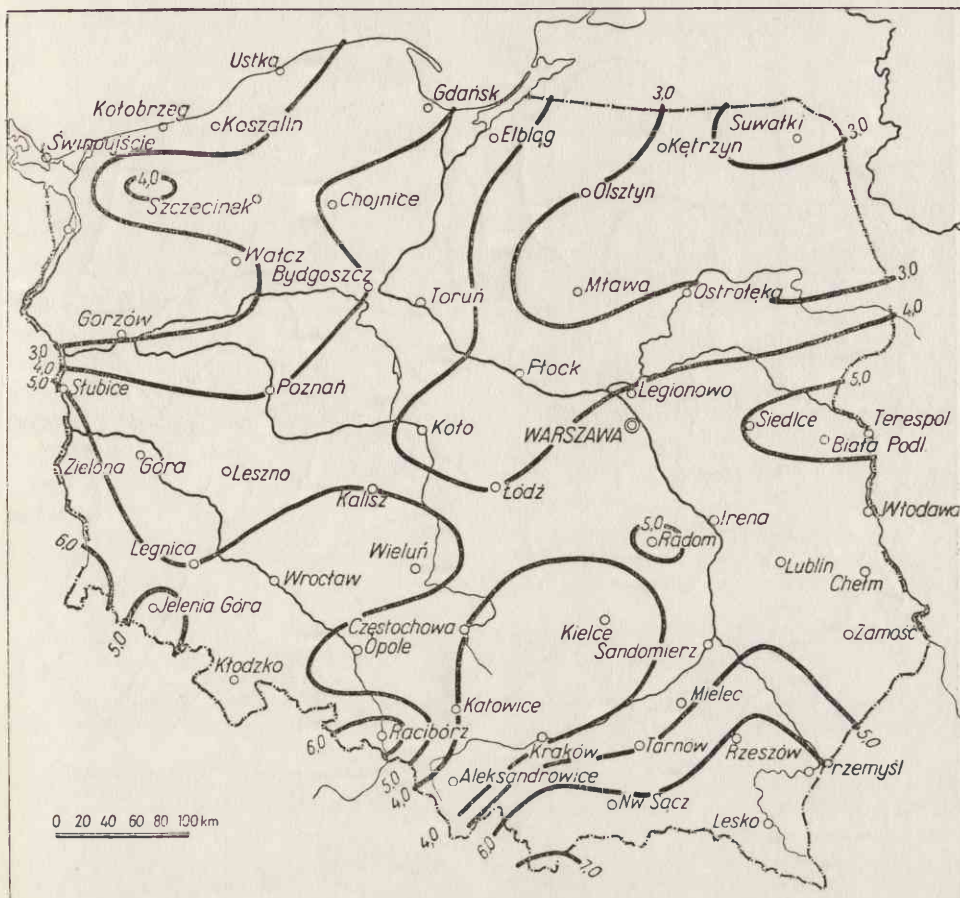 Ustka
Gdańsk
Kołobrzeg
Koszalin
Elbląg
3,0
Suwałki
Świnoujście
Kętrzyn
3,0
4,0
Szczecinek
Chojnice
Olsztyn
Wałcz
Bydgoszcz
Toruń
Mława
Ostrołęka
3,0
4,0
Gorzów
3,0
4,0
5,0
Słubice
Poznań
Płock
Legionowo
5,0
Siedlce
Terespol
WARSZAWA
Biała Podl.
Koło
Zielona Góra
Leszno
Kalisz
Łódź
Włodawa
5,0
Irena
Radom
6,0
Legnica
Wieluń
Wrocław
Lublin
Chełm
Jelenia Góra
5,0
Częstochowa
Opole
Kielce
Sandomierz
Zamość
Kłodzko
Katowice
Mielec
5,0
6,0
Racibórz
Kraków
Tarnów
Rzeszów
Przemyśl
5,0
4,0
Aleksandrowice
Nw Sącz
Lesko
4,0
6,0
7,0
0 20 40 60 80 100 km